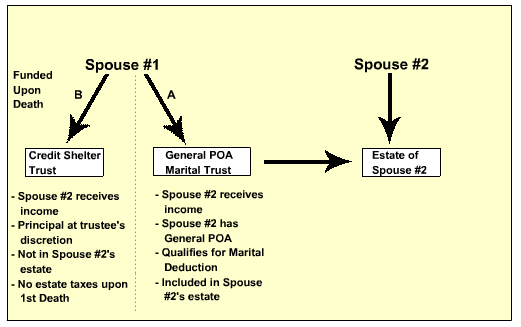 Spouse #1
Spouse #2
Funded
Upon
Death
B
A
Credit Shelter
Trust
General POA
Marital Trust
Estate of
Spouse #2
- Spouse #2 receives
income
- Principal at trustee's
discretion
- Not in Spouse #2's
estate
- No estate taxes upon
1st Death
- Spouse #2 receives
income
- Spouse #2 has
General POA
- Qualifies for Marital
Deduction
- Included in Spouse
#2's estate